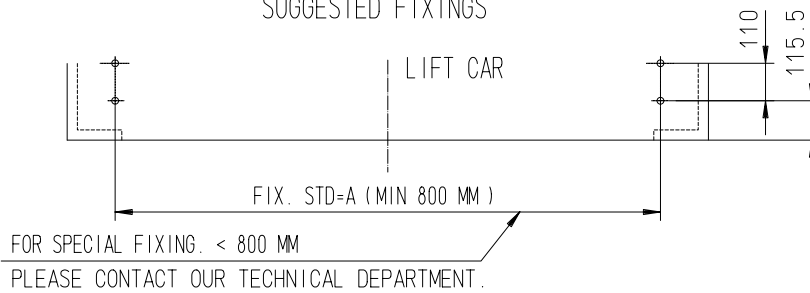 SUGGESTED FIXINGS
110
115.5
LIFT CAR
FIX. STD=A (MIN 800 MM)
FOR SPECIAL FIXING. < 800 MM
PLEASE CONTACT OUR TECHNICAL DEPARTMENT.